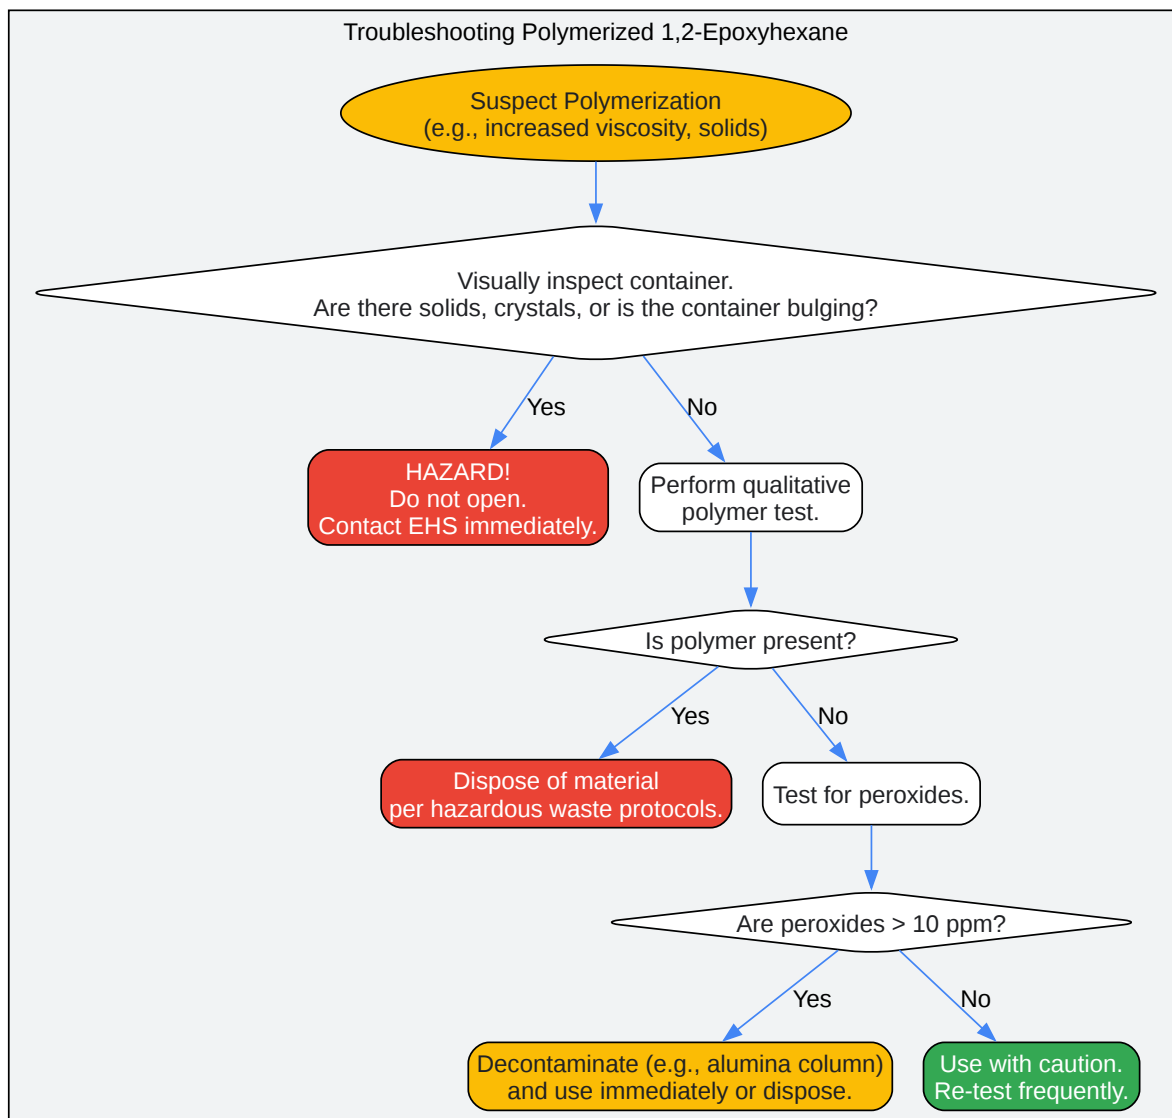 Troubleshooting Polymerized 1,2-Epoxyhexane
Suspect Polymerization
(e.g., increased viscosity, solids)
Visually inspect container.
Are there solids, crystals, or is the container bulging?
Yes
No
HAZARD!
Do not open.
Contact EHS immediately.
Perform qualitative
polymer test.
Is polymer present?
Yes
No
Dispose of material
per hazardous waste protocols.
Test for peroxides.
Are peroxides > 10 ppm?
Yes
No
Decontaminate (e.g., alumina column)
and use immediately or dispose.
Use with caution.
Re-test frequently.